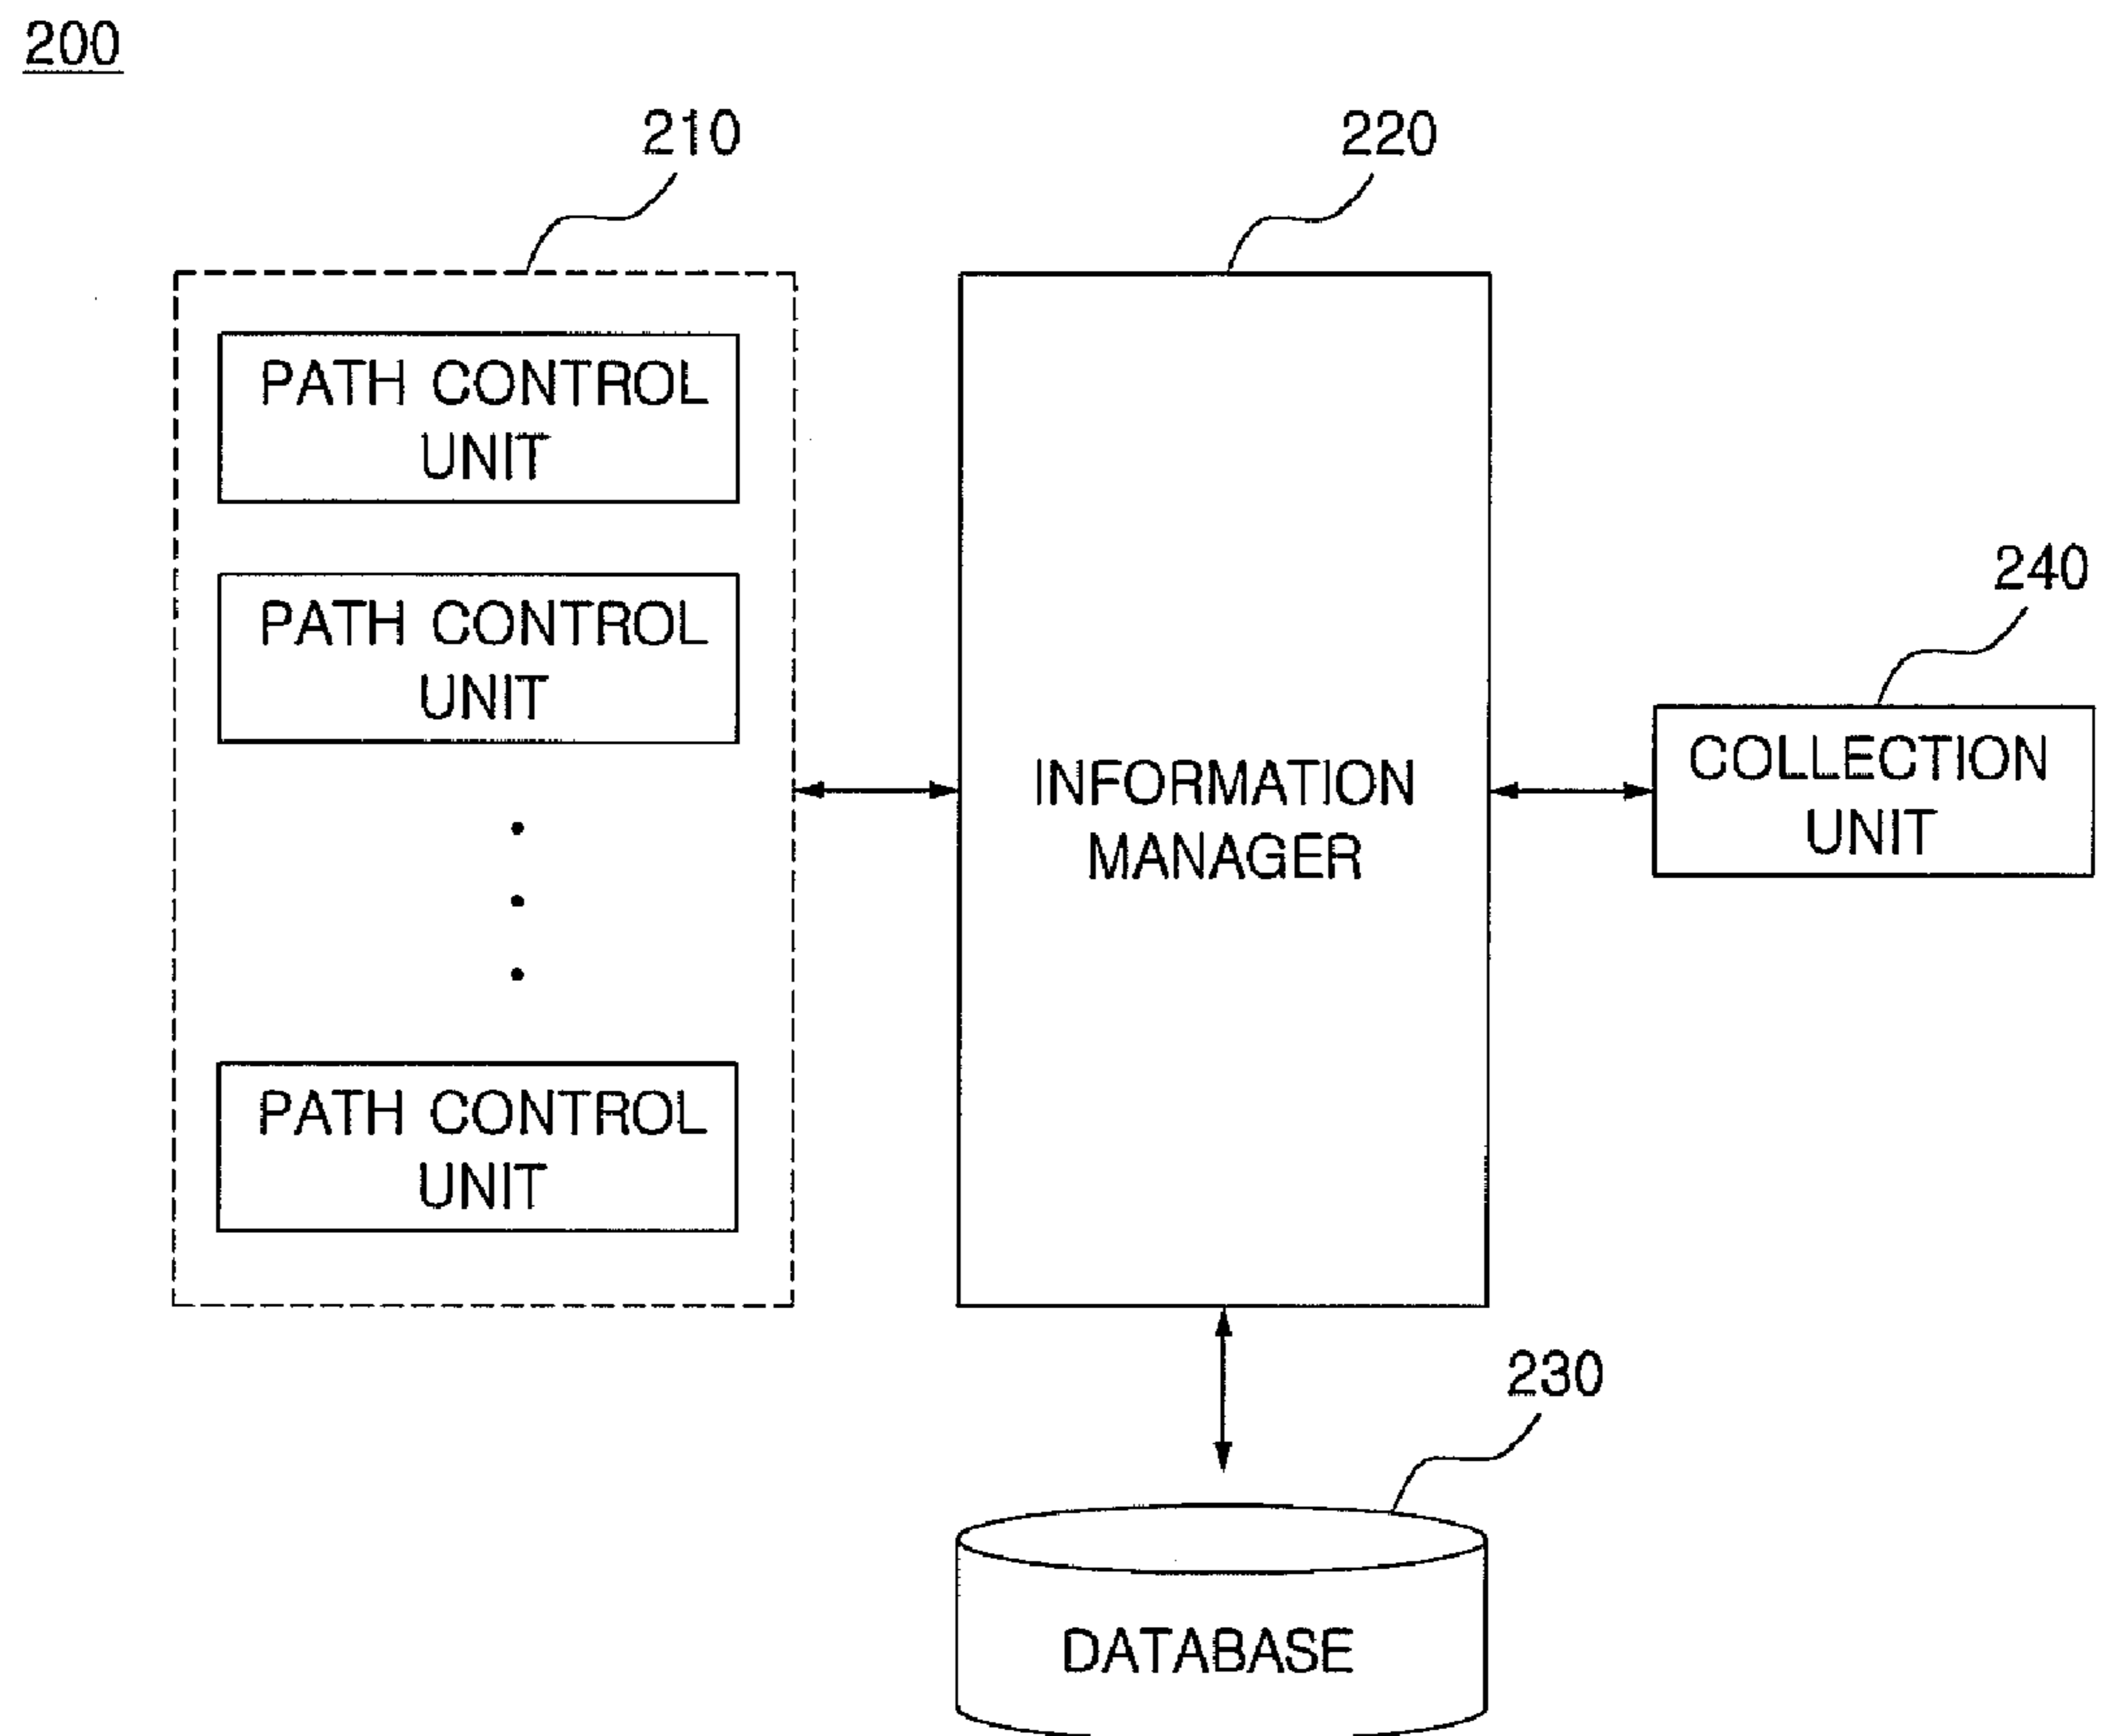 200
210
220
PATH CONTROL
UNIT
PATH CONTROL
UNIT
240
INFORMATION
MANAGER
COLLECTION
UNIT
PATH CONTROL
UNIT
230
DATABASE